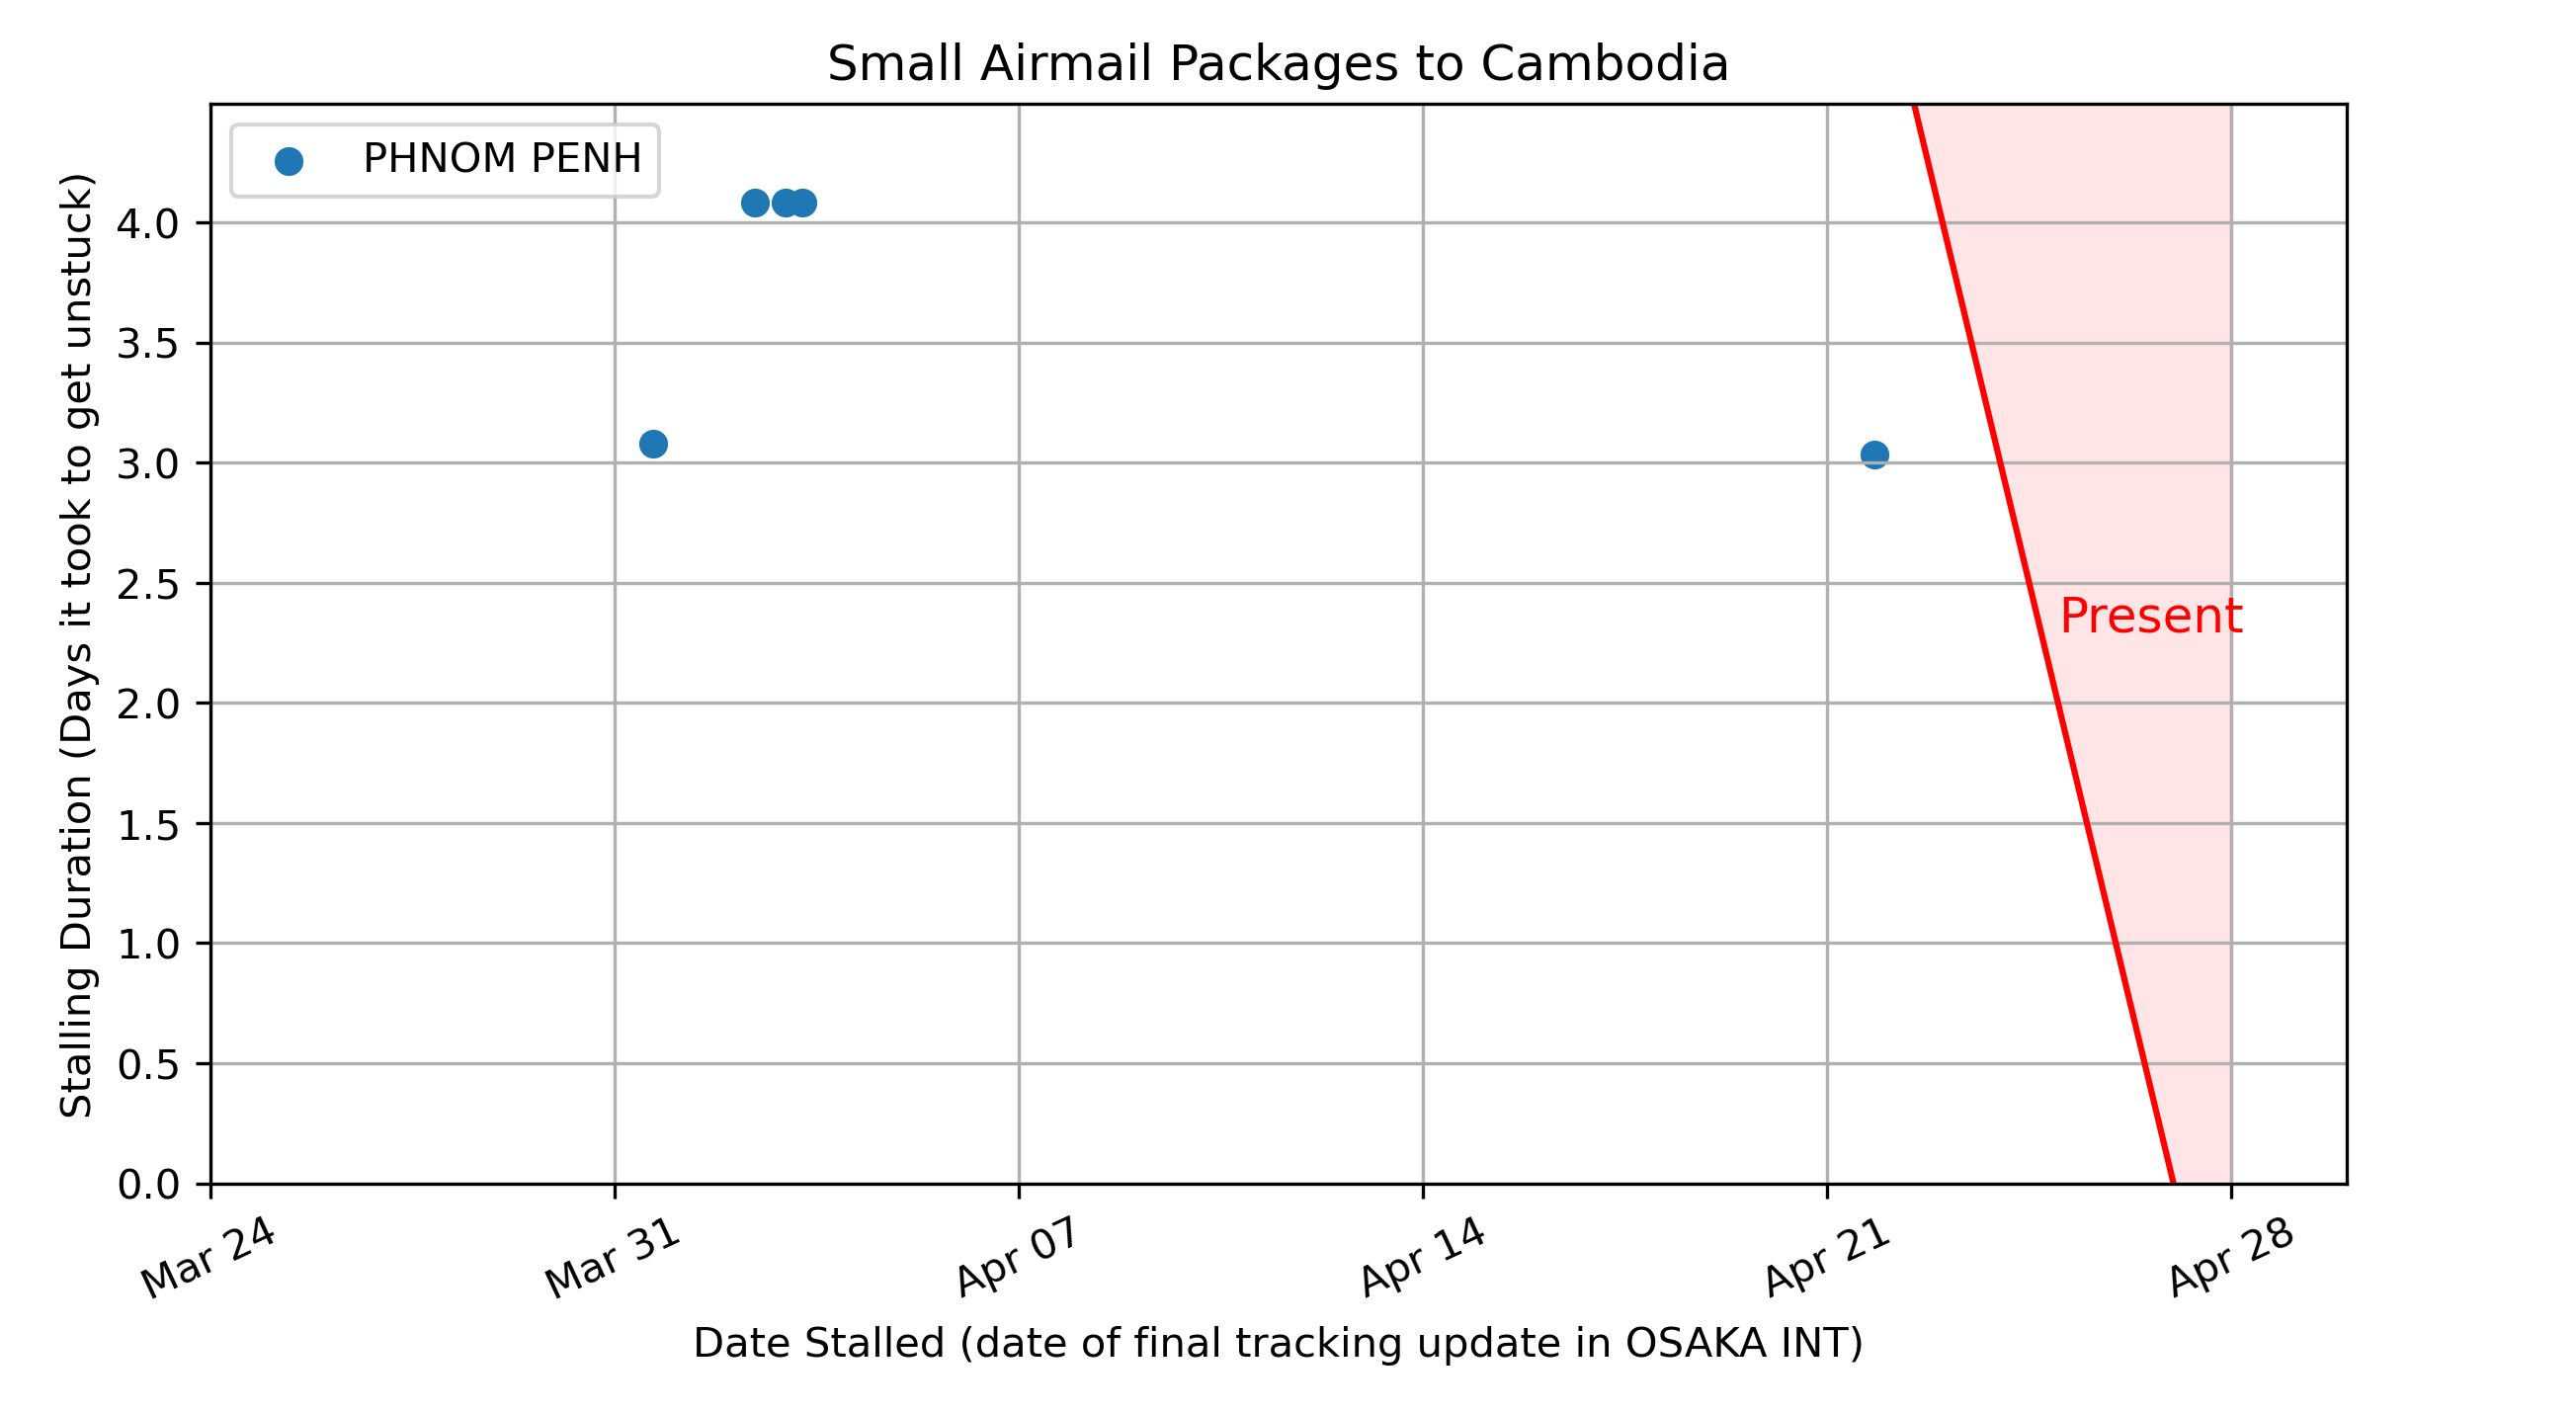 Small Airmail Packages to Cambodia
PHNOM PENH
Stalling Duration (Days it took to get unstuck)
4.0
3.5
3.0
2.5
2.0
1.5
1.0
0.5
0.0
Present
Mar 24
Mar 31
Apr 07
Apr 14
Apr 21
Apr 28
Date Stalled (date of final tracking update in OSAKA INT)